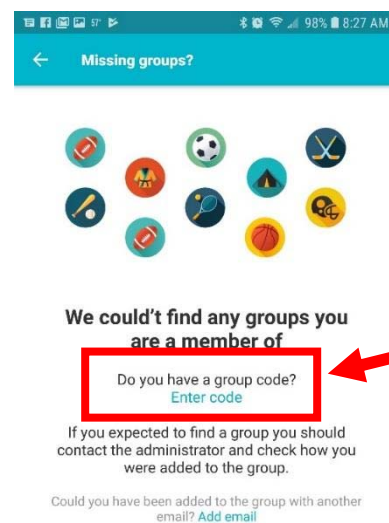 57° 98% 8:27 AM
Missing groups?
We could't find any groups you
are a member of
Do you have a group code?
Enter code
If you expected to find a group you should
contact the administrator and check how you
were added to the group.
Could you have been added to the group with another
email? Add email